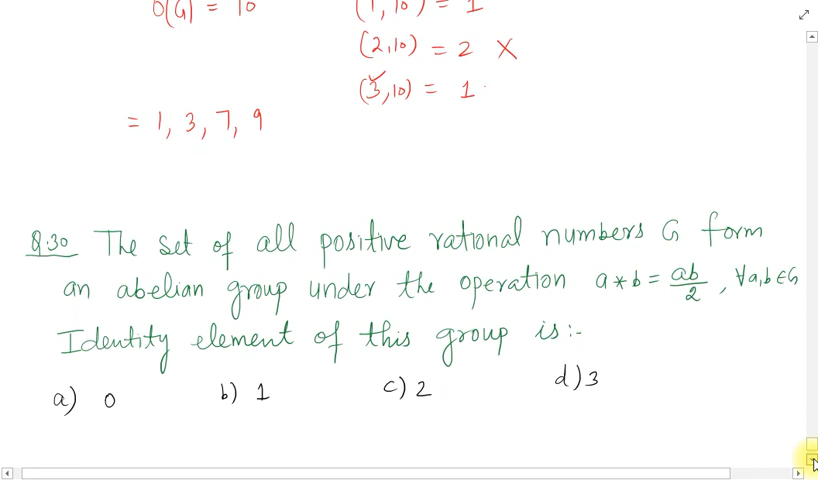 O(G) = 10 (1,10) = 1
(2,10) = 2 X
(3,10) = 1
= 1, 3, 7, 9
Q.30 The set of all positive rational numbers G form
an abelian group under the operation a * b = ab/2, ∀a,b∈G
Identity element of this group is :-
a) 0 b) 1 c) 2 d) 3